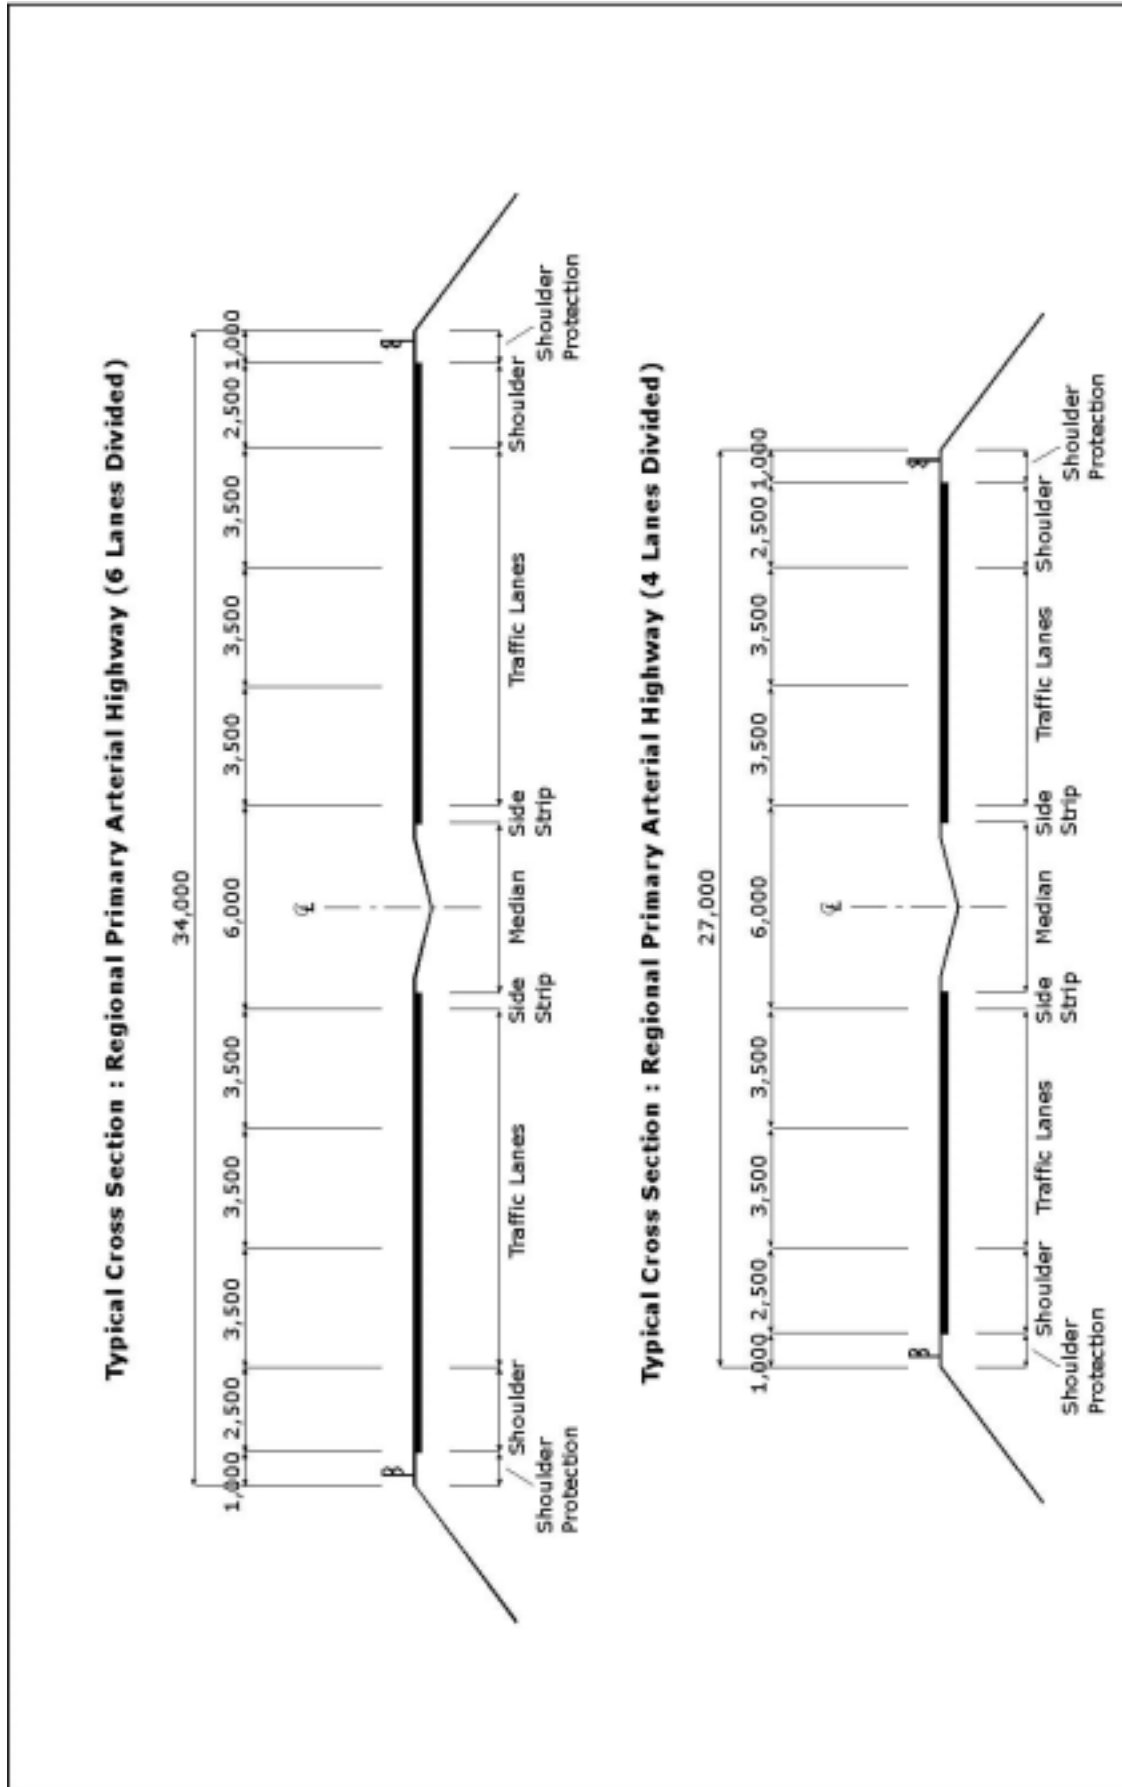 Typical Cross Section : Regional Primary Arterial Highway (6 Lanes Divided)
34,000
1,000 2,500 3,500 3,500 3,500 6,000 3,500 3,500 3,500 2,500 1,000
℄
Shoulder Traffic Lanes Side Median Side Traffic Lanes Shoulder
Strip Strip
Shoulder Shoulder
Protection Protection
Typical Cross Section : Regional Primary Arterial Highway (4 Lanes Divided)
27,000
1,000 2,500 3,500 3,500 6,000 3,500 3,500 2,500 1,000
℄
Shoulder Traffic Lanes Side Median Side Traffic Lanes Shoulder
Strip Strip
Shoulder Shoulder
Protection Protection